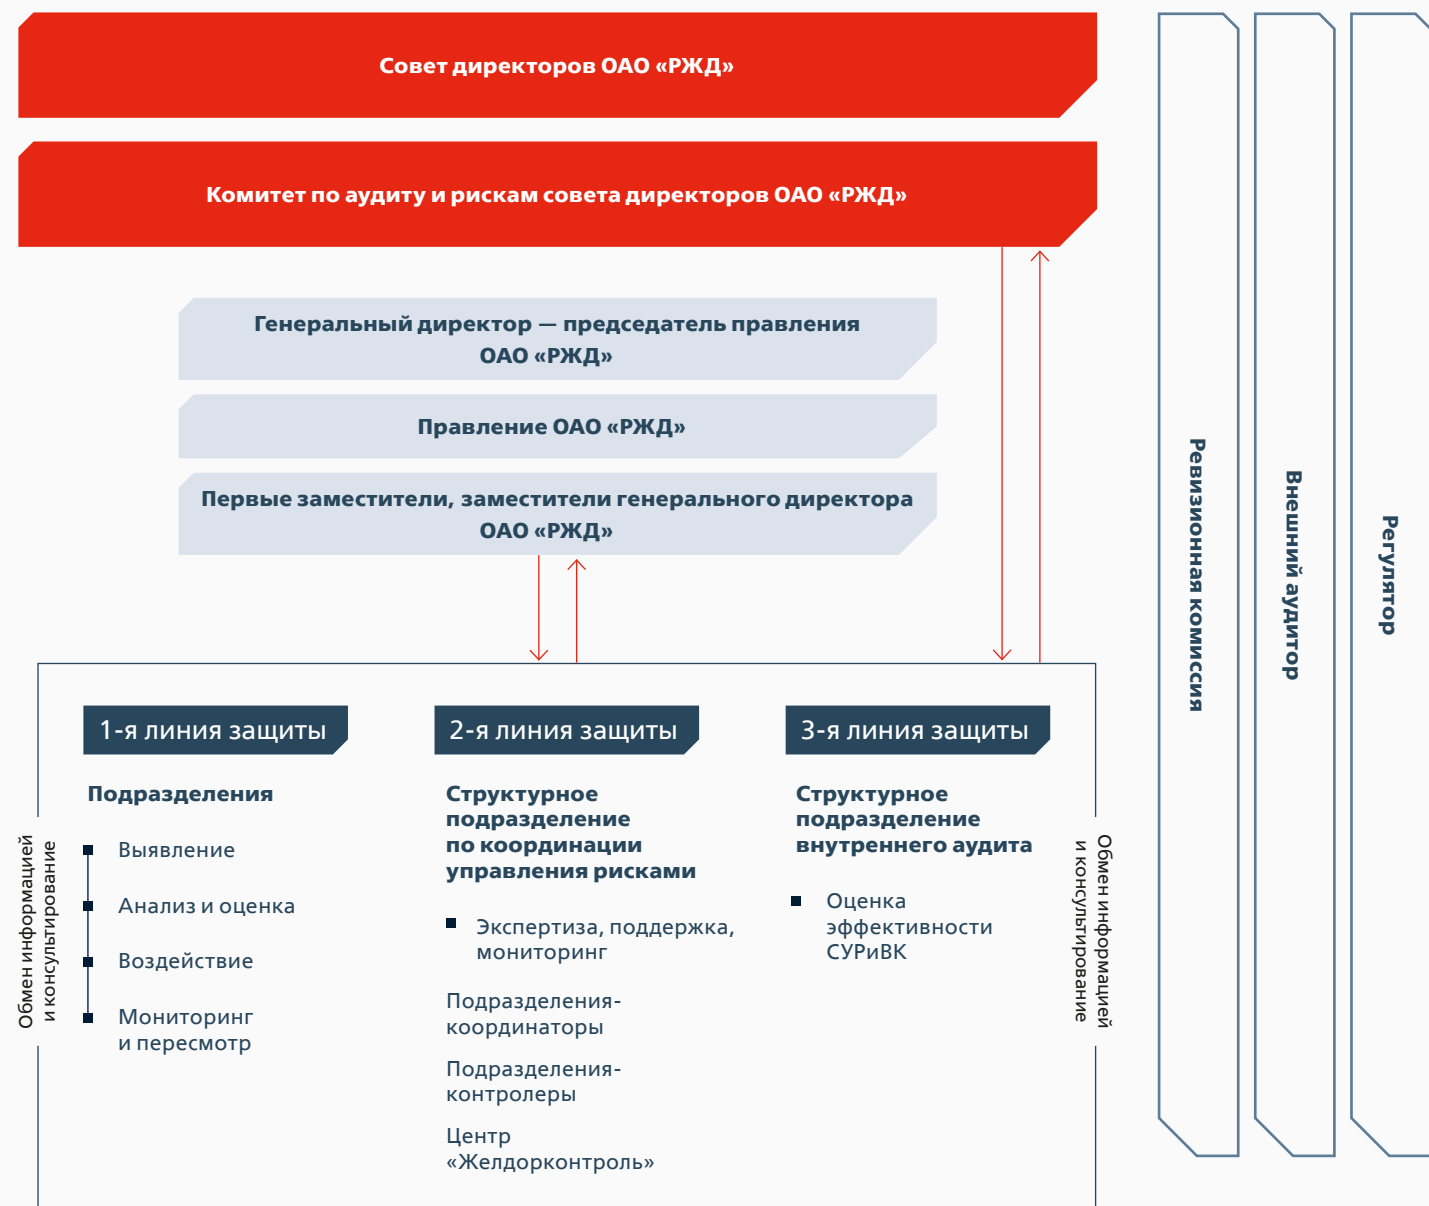 Совет директоров ОАО «РЖД»
Комитет по аудиту и рискам совета директоров ОАО «РЖД»
Генеральный директор — председатель правления
ОАО «РЖД»
Правление ОАО «РЖД»
Первые заместители, заместители генерального директора
ОАО «РЖД»
1-я линия защиты
Подразделения
Выявление
Анализ и оценка
Воздействие
Мониторинг
и пересмотр
2-я линия защиты
Структурное
подразделение
по координации
управления рисками
Экспертиза, поддержка,
мониторинг
Подразделения-
координаторы
Подразделения-
контролеры
Центр
«Желдорконтроль»
3-я линия защиты
Структурное
подразделение
внутреннего аудита
Оценка
эффективности
СУРиВК
Обмен информацией
и консультирование
Обмен информацией
и консультирование
Ревизионная комиссия
Внешний аудитор
Регулятор